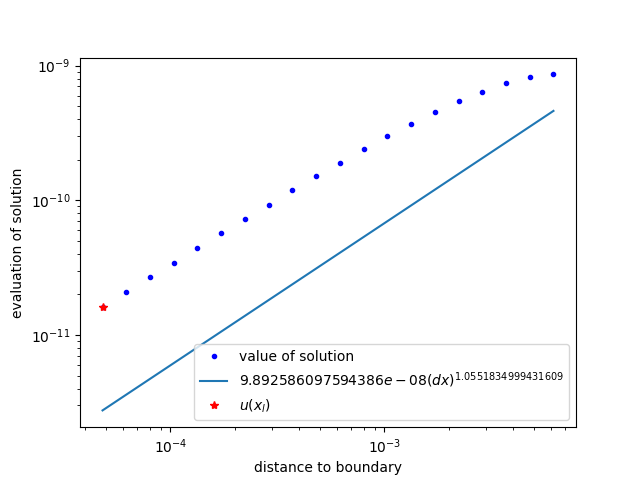 10⁻⁹
10⁻¹⁰
10⁻¹¹
evaluation of solution
value of solution
9.892586097594386e − 08(dx)¹·⁰⁵⁵¹⁸³⁴⁹⁹⁹⁴³¹⁶⁰⁹
u(xₗ)
10⁻⁴
10⁻³
distance to boundary